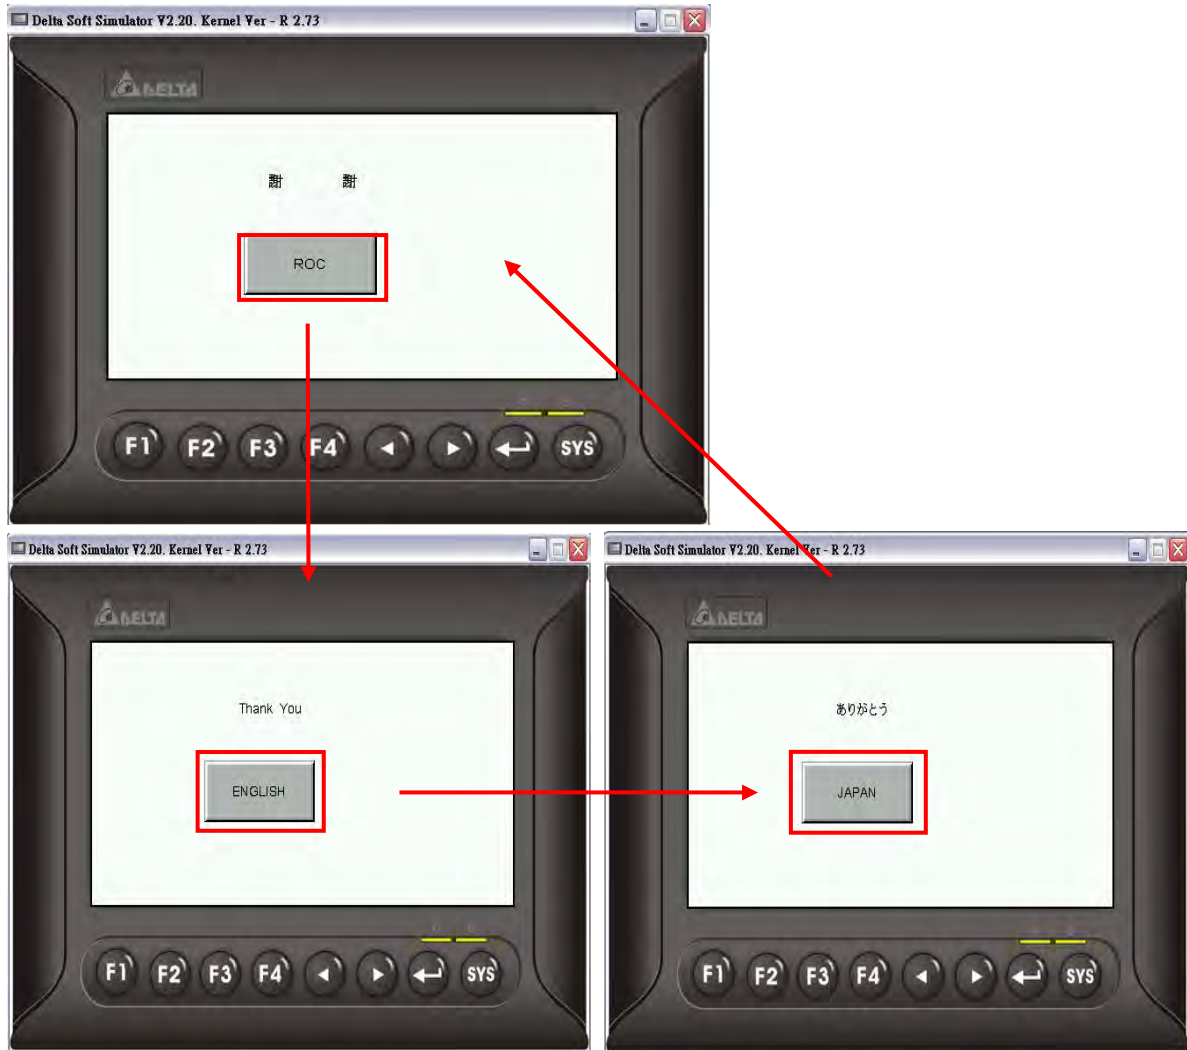 Delta Soft Simulator V2.20. Kernel Ver - R 2.73
DELTA
謝 謝
ROC
F1 F2 F3 F4 SYS
Delta Soft Simulator V2.20. Kernel Ver - R 2.73
DELTA
Thank You
ENGLISH
F1 F2 F3 F4 SYS
Delta Soft Simulator V2.20. Kernel Ver - R 2.73
DELTA
ありがとう
JAPAN
F1 F2 F3 F4 SYS